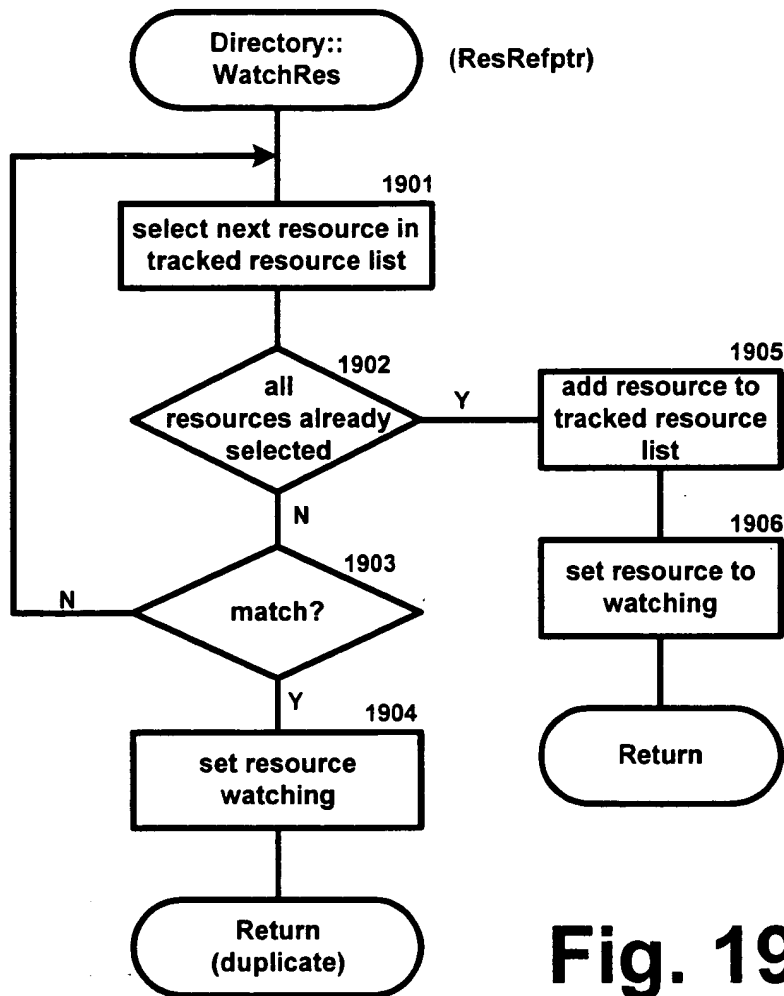 Directory::
WatchRes
(ResRefptr)
1901
select next resource in
tracked resource list
1902
all
resources already
selected
Y
N
1903
match?
N
Y
1904
set resource
watching
Return
(duplicate)
1905
add resource to
tracked resource
list
1906
set resource to
watching
Return
Fig. 19